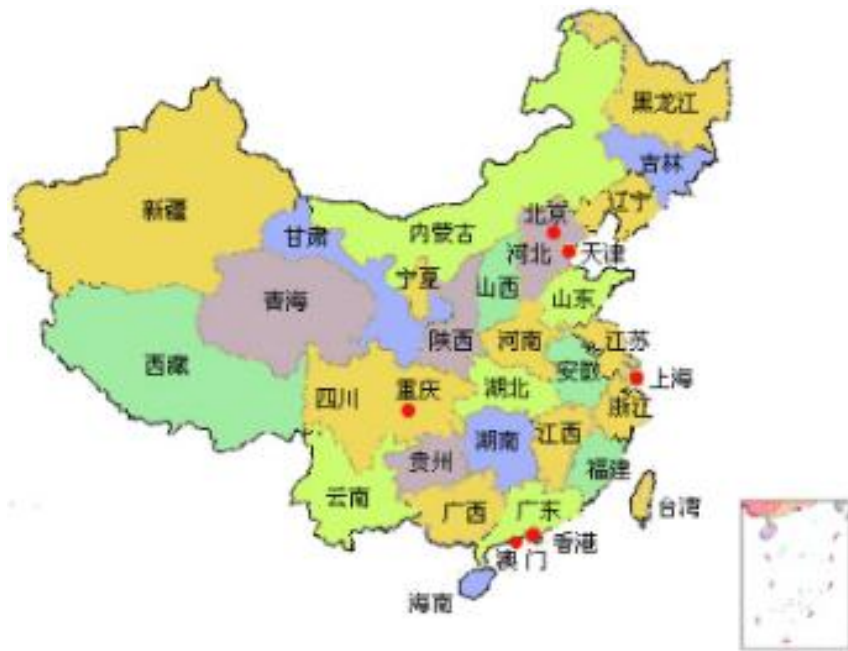 黑龙江
吉林
新疆
辽宁
北京
甘肃
内蒙古
河北
天津
宁夏
山西
青海
山东
陕西
河南
江苏
西藏
安徽
上海
四川
重庆
湖北
浙江
湖南
江西
贵州
福建
云南
广西
广东
台湾
香港
澳门
海南